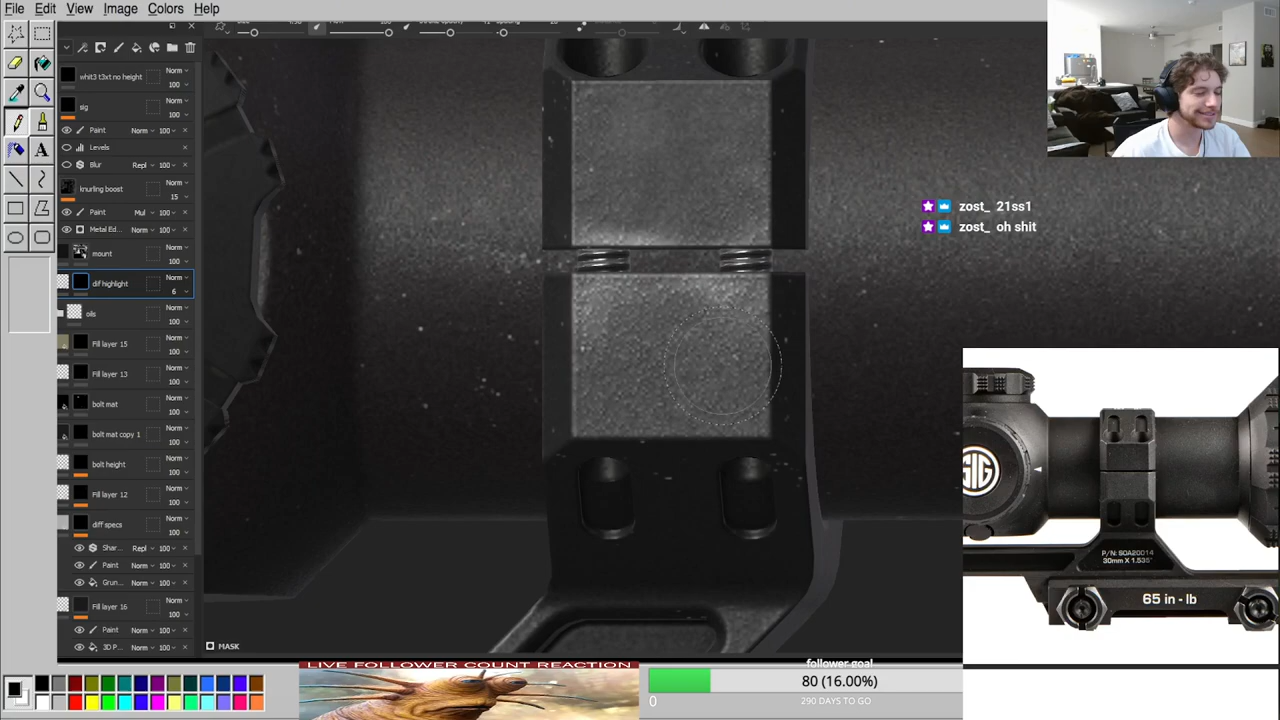 File Edit View Image Colors Help
Norm
whit3 t3xt no height
100
Norm
sig
100
Paint Norm 100
Levels
Blur Repl 100
Norm
knurling boost
15
Paint Mul 100
Metal Ed... Norm 100
Norm
mount
100
Norm
dif highlight
6
Norm
oils
100
Norm
Fill layer 15
100
Norm
Fill layer 13
100
Norm
bolt mat
100
Norm
bolt mat copy 1
100
Norm
bolt height
100
Norm
Fill layer 12
100
Norm
diff specs
100
Shar... Repl 100
Paint Norm 100
Grun... Norm 100
Norm
Fill layer 16
100
Paint Norm 100
3D P... Norm 100
MASK
zost_ 21ss1
zost_ oh shit
SIG
P/N: SOA20014
30mm X 1.535"
65 in - lb
LIVE FOLLOWER COUNT REACTION
follower goal
80 (16.00%)
0
290 DAYS TO GO